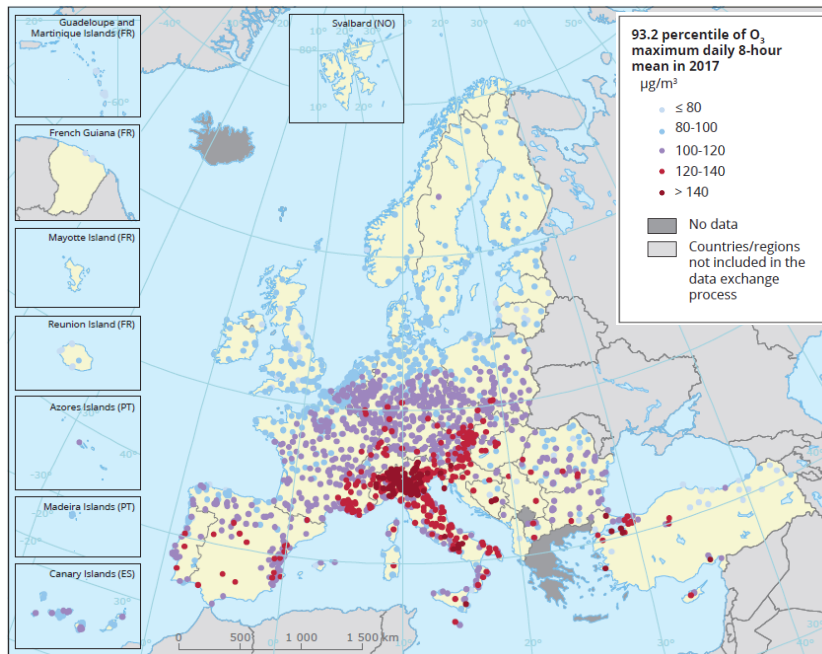 Guadeloupe and
Martinique Islands (FR)
French Guiana (FR)
Mayotte Island (FR)
Reunion Island (FR)
Azores Islands (PT)
Madeira Islands (PT)
Canary Islands (ES)
Svalbard (NO)
93.2 percentile of O₃
maximum daily 8-hour
mean in 2017
µg/m³
≤ 80
80-100
100-120
120-140
> 140
No data
Countries/regions
not included in the
data exchange
process
0 500 1 000 1 500 km